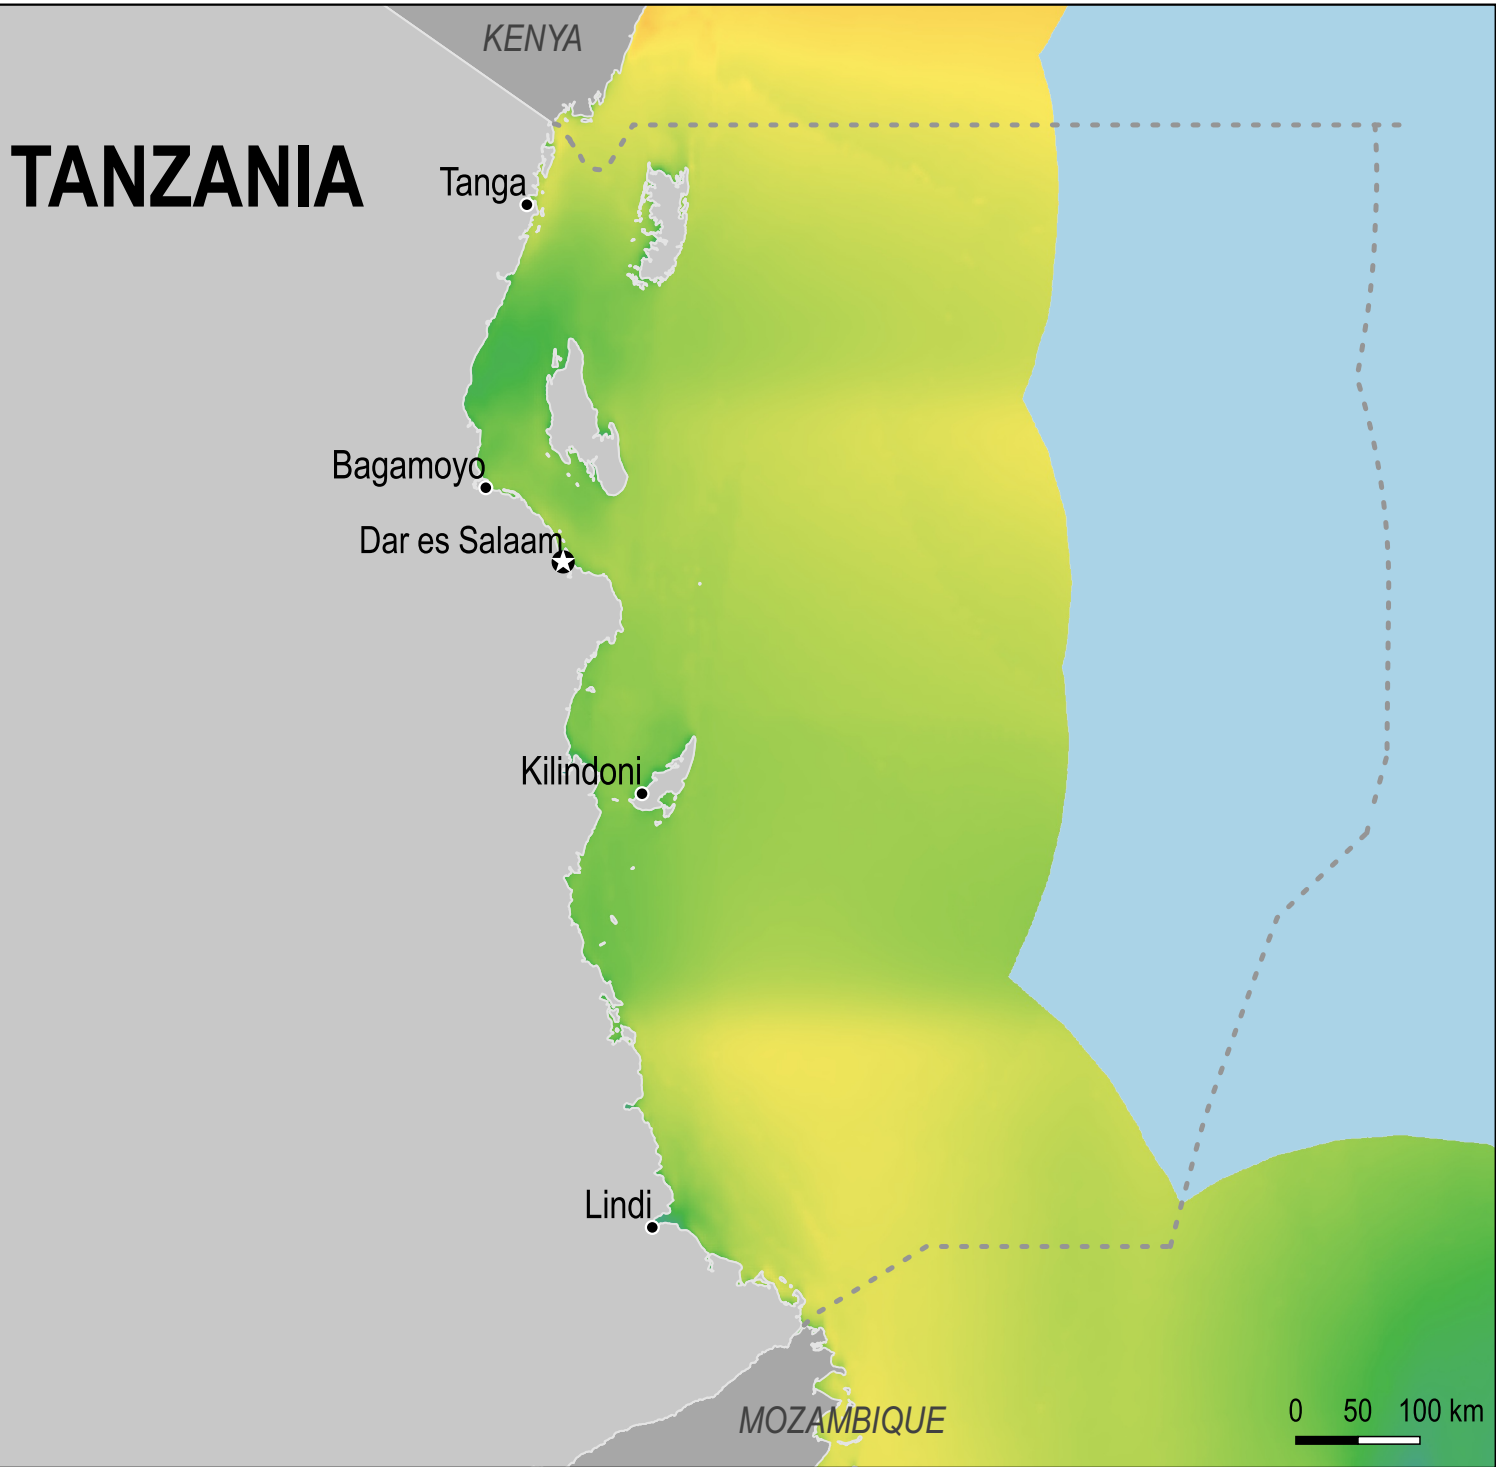 KENYA
TANZANIA
Tanga
Bagamoyo
Dar es Salaam
Kilindoni
Lindi
MOZAMBIQUE
0 50 100 km